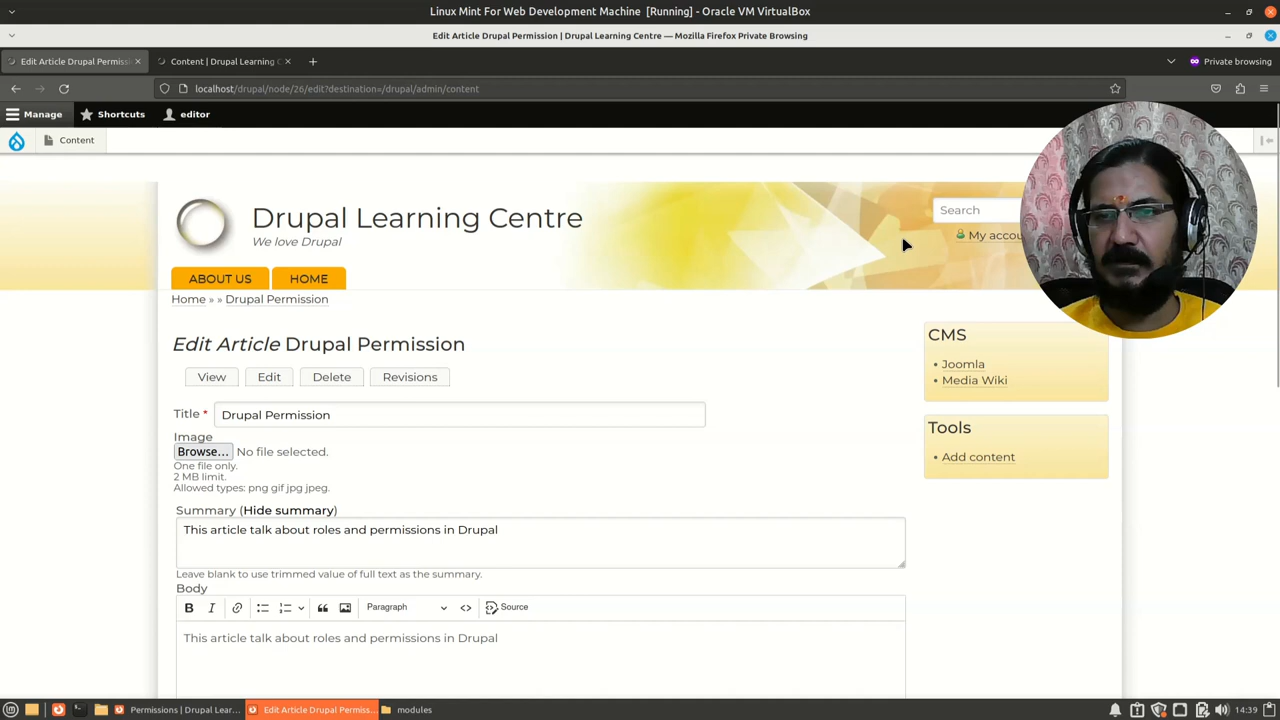 Linux Mint For Web Development Machine [Running] - Oracle VM VirtualBox
Edit Article Drupal Permission | Drupal Learning Centre — Mozilla Firefox Private Browsing
Edit Article Drupal Permissi
Content | Drupal Learning C
Private browsing
localhost/drupal/node/26/edit?destination=/drupal/admin/content
Manage
Shortcuts
editor
Content
Drupal Learning Centre
We love Drupal
Search
My accou
ABOUT US
HOME
Home » » Drupal Permission
Edit Article Drupal Permission
View
Edit
Delete
Revisions
Title *
Drupal Permission
Image
Browse... No file selected.
One file only.
2 MB limit.
Allowed types: png gif jpg jpeg.
Summary (Hide summary)
This article talk about roles and permissions in Drupal
Leave blank to use trimmed value of full text as the summary.
Body
B I Paragraph Source
This article talk about roles and permissions in Drupal
CMS
Joomla
Media Wiki
Tools
Add content
Permissions | Drupal Lear...
Edit Article Drupal Permiss...
modules
14:39